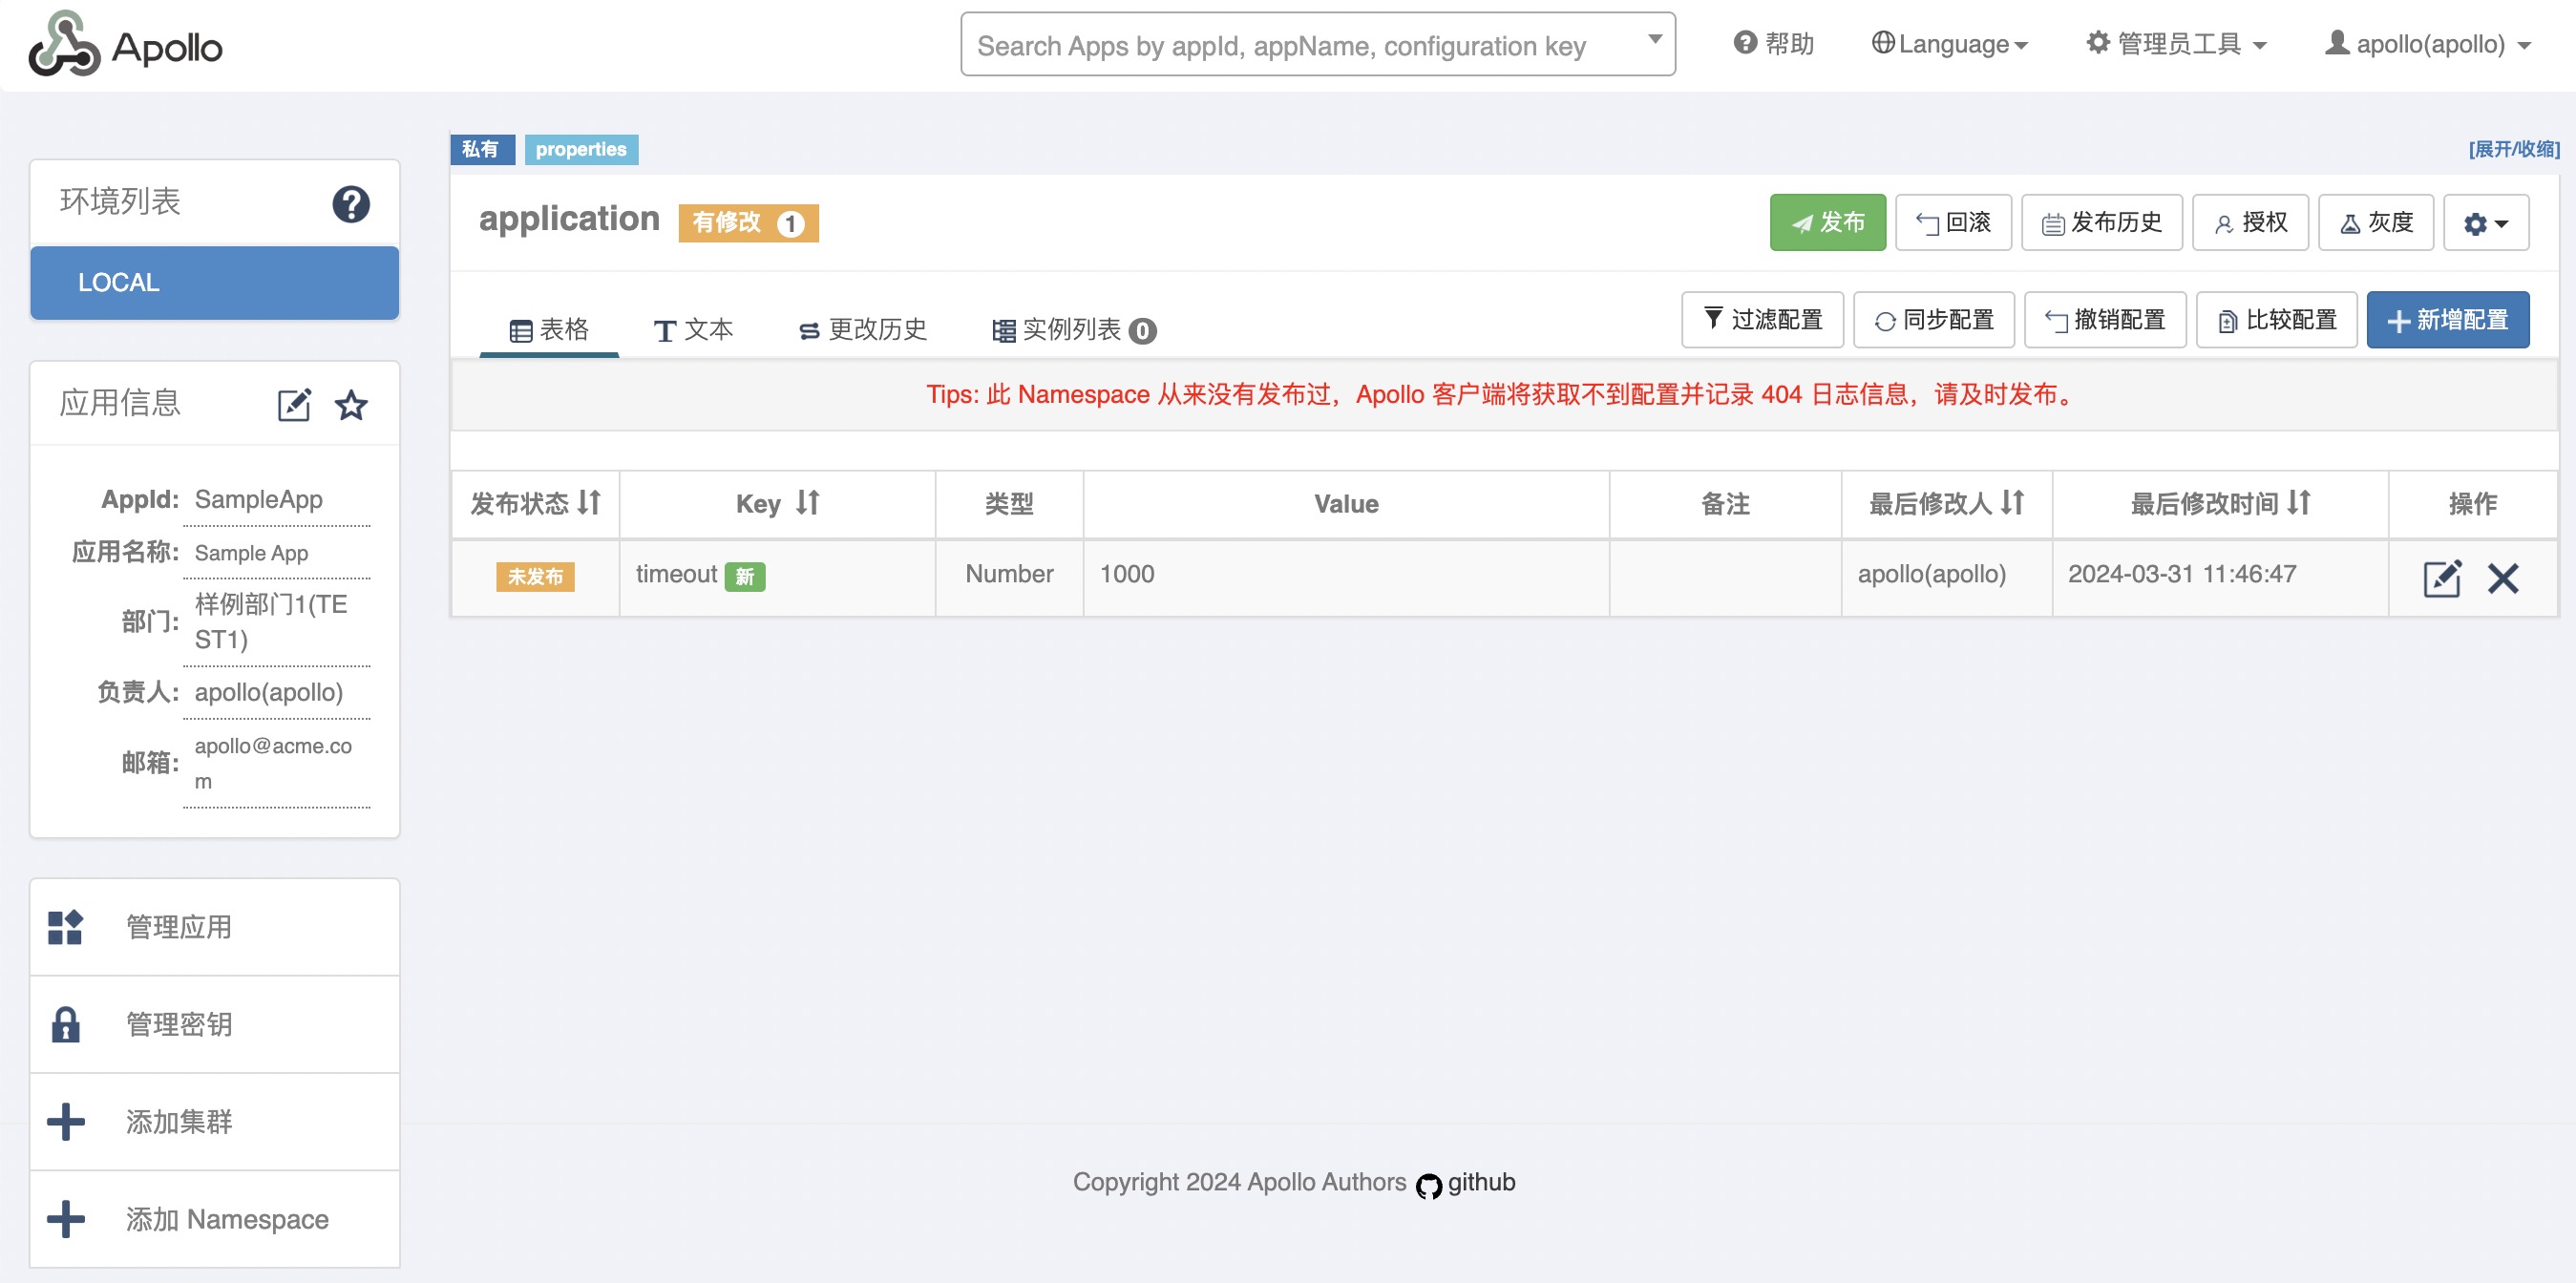 Apollo
Search Apps by appId, appName, configuration key
帮助
Language
管理员工具
apollo(apollo)
私有 properties
[展开/收缩]
环境列表
LOCAL
应用信息
AppId: SampleApp
应用名称: Sample App
部门: 样例部门1(TE
ST1)
负责人: apollo(apollo)
邮箱: apollo@acme.co
m
管理应用
管理密钥
添加集群
添加 Namespace
application 有修改 1
发布 回滚 发布历史 授权 灰度
表格 文本 更改历史 实例列表 0
过滤配置 同步配置 撤销配置 比较配置 新增配置
Tips: 此 Namespace 从来没有发布过，Apollo 客户端将获取不到配置并记录 404 日志信息，请及时发布。
发布状态 Key 类型 Value 备注 最后修改人 最后修改时间 操作
未发布 timeout 新 Number 1000 apollo(apollo) 2024-03-31 11:46:47
Copyright 2024 Apollo Authors github